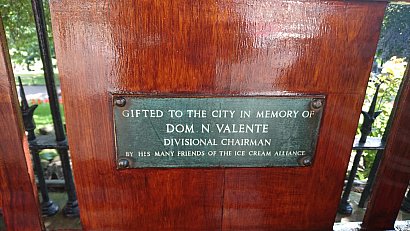 GIFTED TO THE CITY IN MEMORY OF
DOM. N. VALENTE
DIVISIONAL CHAIRMAN
BY HIS MANY FRIENDS OF THE ICE CREAM ALLIANCE